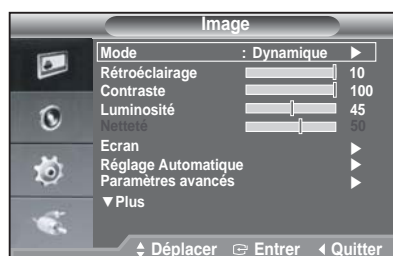 Image
Mode : Dynamique ▶
Rétroéclairage 10
Contraste 100
Luminosité 45
Netteté 50
Ecran ▶
Réglage Automatique ▶
Paramètres avancés ▶
▼Plus
Déplacer Entrer Quitter